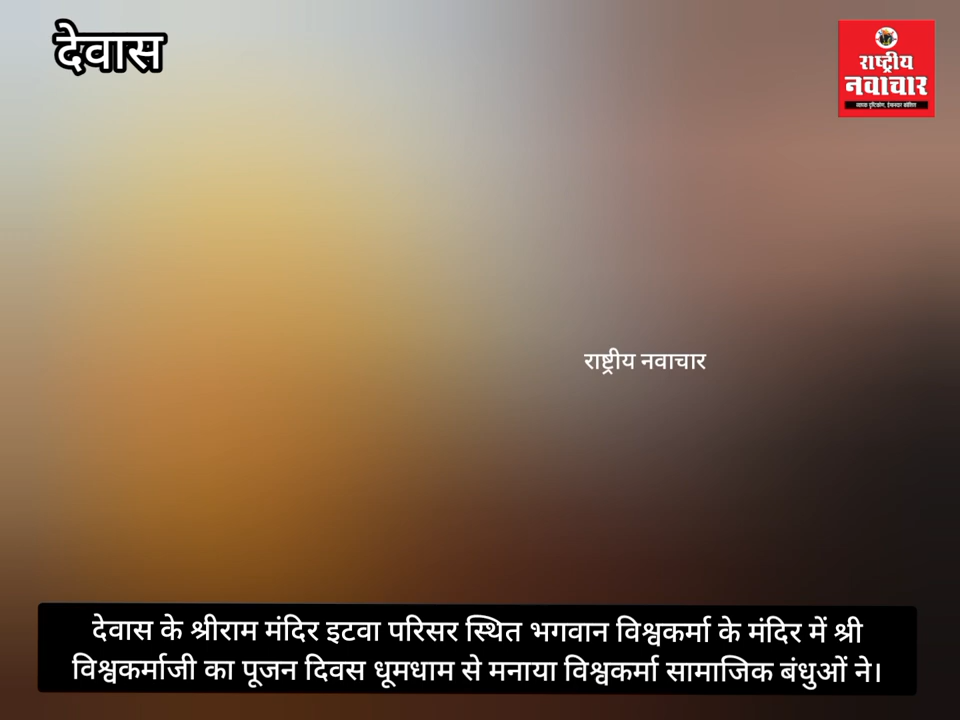 देवास
राष्ट्रीय
नवाचार
राष्ट्रीय नवाचार
देवास के श्रीराम मंदिर इटवा परिसर स्थित भगवान विश्वकर्मा के मंदिर में श्री
विश्वकर्माजी का पूजन दिवस धूमधाम से मनाया विश्वकर्मा सामाजिक बंधुओं ने।